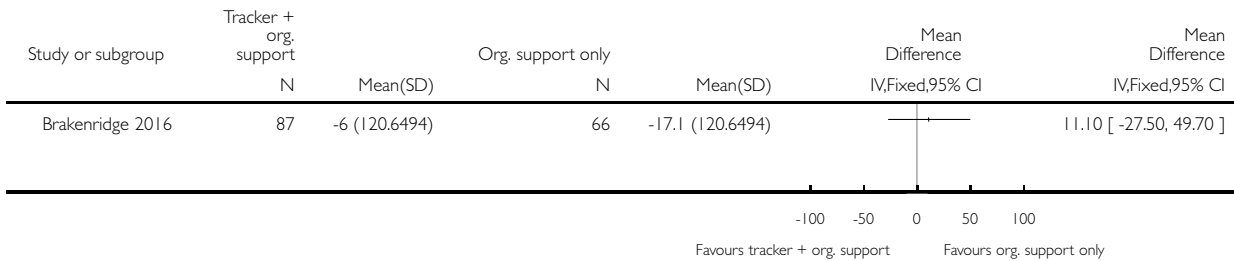 Study or subgroup
Tracker +
org.
support
Org. support only
Mean
Difference
Mean
Difference
N
Mean(SD)
N
Mean(SD)
IV,Fixed,95% CI
IV,Fixed,95% CI
Brakenridge 2016 87 -6 (120.6494) 66 -17.1 (120.6494) 11.10 [ -27.50, 49.70 ]
-100 -50 0 50 100
Favours tracker + org. support Favours org. support only